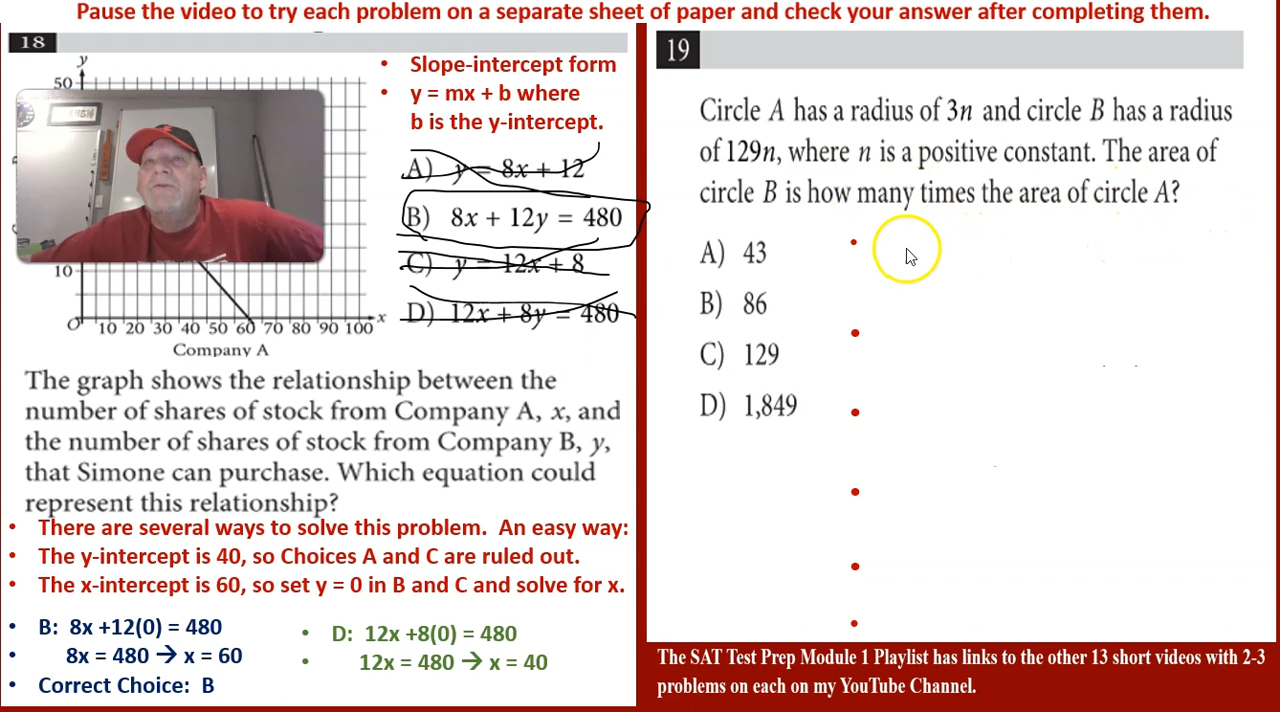 Pause the video to try each problem on a separate sheet of paper and check your answer after completing them.
18
y
50
10
O 10 20 30 40 50 60 70 80 90 100 x
Company A
• Slope-intercept form
• y = mx + b where
b is the y-intercept.
A) y = 8x + 12
B) 8x + 12y = 480
C) y = 12x + 8
D) 12x + 8y = 480
The graph shows the relationship between the
number of shares of stock from Company A, x, and
the number of shares of stock from Company B, y,
that Simone can purchase. Which equation could
represent this relationship?
• There are several ways to solve this problem. An easy way:
• The y-intercept is 40, so Choices A and C are ruled out.
• The x-intercept is 60, so set y = 0 in B and C and solve for x.
• B: 8x +12(0) = 480
• 8x = 480 → x = 60
• Correct Choice: B
• D: 12x +8(0) = 480
• 12x = 480 → x = 40
19
Circle A has a radius of 3n and circle B has a radius
of 129n, where n is a positive constant. The area of
circle B is how many times the area of circle A?
A) 43
B) 86
C) 129
D) 1,849
The SAT Test Prep Module 1 Playlist has links to the other 13 short videos with 2-3
problems on each on my YouTube Channel.